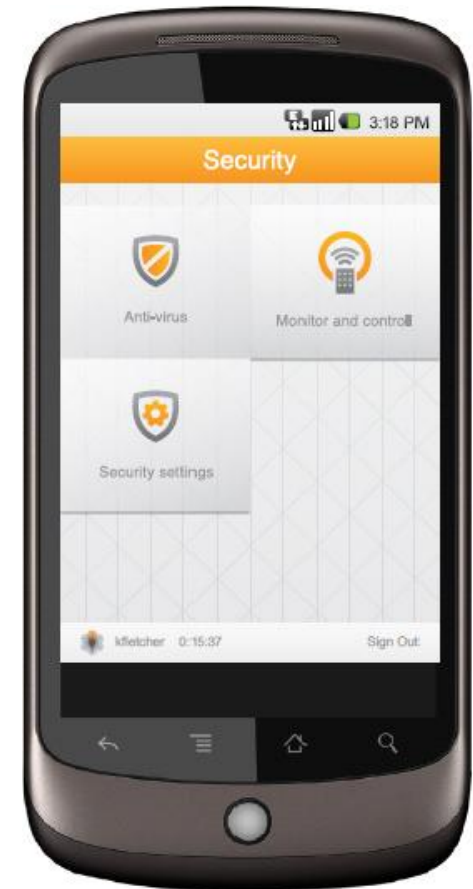 3:18 PM
Security
Anti-virus
Monitor and control
Security settings
kfletcher 0:15:37 Sign Out